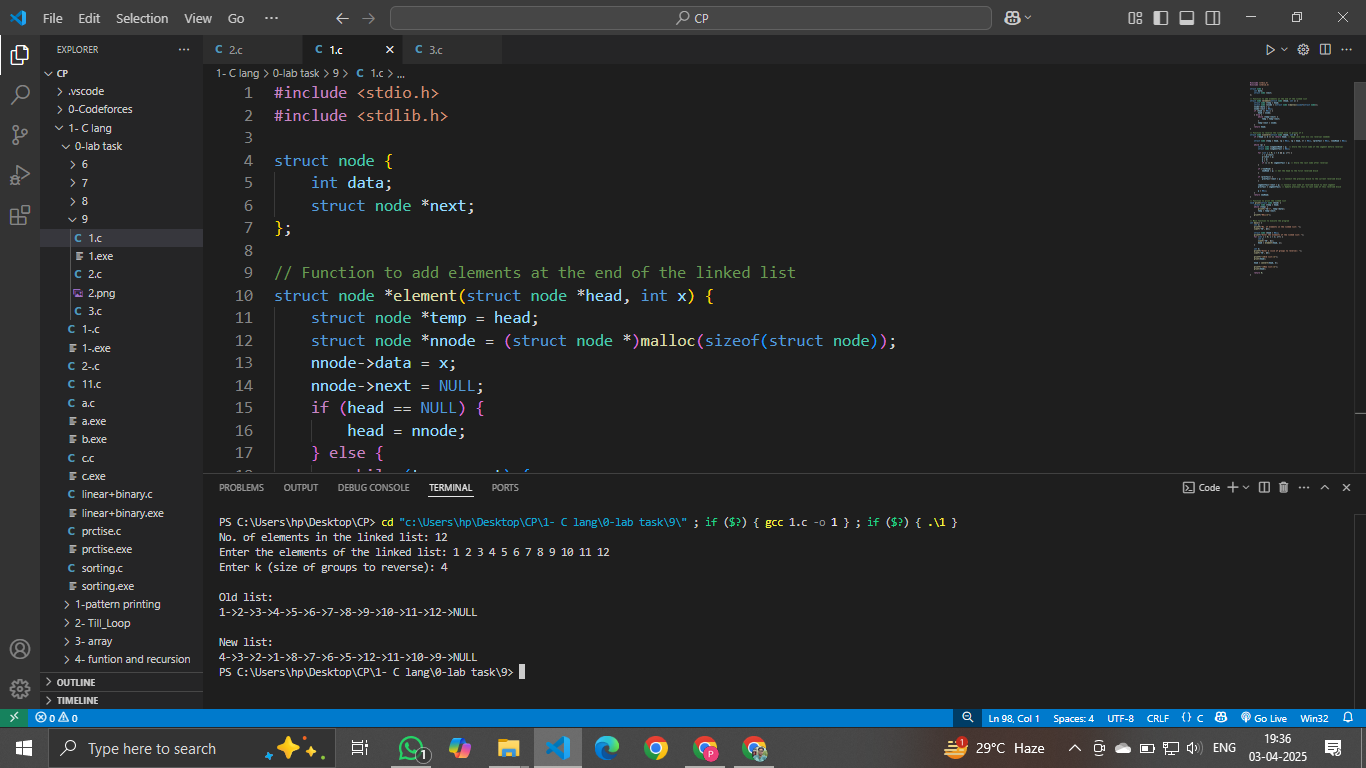 File Edit Selection View Go ··· CP
EXPLORER ···
CP
.vscode
0-Codeforces
1- C lang
0-lab task
6
7
8
9
C 1.c
1.exe
C 2.c
2.png
C 3.c
C 1-.c
1-.exe
C 2-.c
C 11.c
C a.c
a.exe
b.exe
C c.c
c.exe
C linear+binary.c
linear+binary.exe
C prctise.c
prctise.exe
C sorting.c
sorting.exe
1-pattern printing
2- Till_Loop
3- array
4- funtion and recursion
OUTLINE
TIMELINE
C 2.c C 1.c C 3.c
1- C lang > 0-lab task > 9 > C 1.c > ...
1 #include <stdio.h>
2 #include <stdlib.h>
3
4 struct node {
5 int data;
6 struct node *next;
7 };
8
9 // Function to add elements at the end of the linked list
10 struct node *element(struct node *head, int x) {
11 struct node *temp = head;
12 struct node *nnode = (struct node *)malloc(sizeof(struct node));
13 nnode->data = x;
14 nnode->next = NULL;
15 if (head == NULL) {
16 head = nnode;
17 } else {
PROBLEMS OUTPUT DEBUG CONSOLE TERMINAL PORTS Code
PS C:\Users\hp\Desktop\CP> cd "c:\Users\hp\Desktop\CP\1- C lang\0-lab task\9\" ; if ($?) { gcc 1.c -o 1 } ; if ($?) { .\1 }
No. of elements in the linked list: 12
Enter the elements of the linked list: 1 2 3 4 5 6 7 8 9 10 11 12
Enter k (size of groups to reverse): 4
Old list:
1->2->3->4->5->6->7->8->9->10->11->12->NULL
New list:
4->3->2->1->8->7->6->5->12->11->10->9->NULL
PS C:\Users\hp\Desktop\CP\1- C lang\0-lab task\9>
0 0 Ln 98, Col 1 Spaces: 4 UTF-8 CRLF {} C Go Live Win32
Type here to search 1 P 1 29°C Haze ENG 19:36
03-04-2025